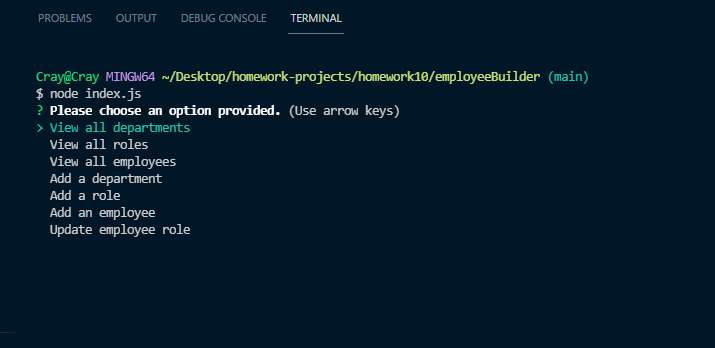 PROBLEMS OUTPUT DEBUG CONSOLE TERMINAL
Cray@Cray MINGW64 ~/Desktop/homework-projects/homework10/employeeBuilder (main)
$ node index.js
? Please choose an option provided. (Use arrow keys)
> View all departments
View all roles
View all employees
Add a department
Add a role
Add an employee
Update employee role